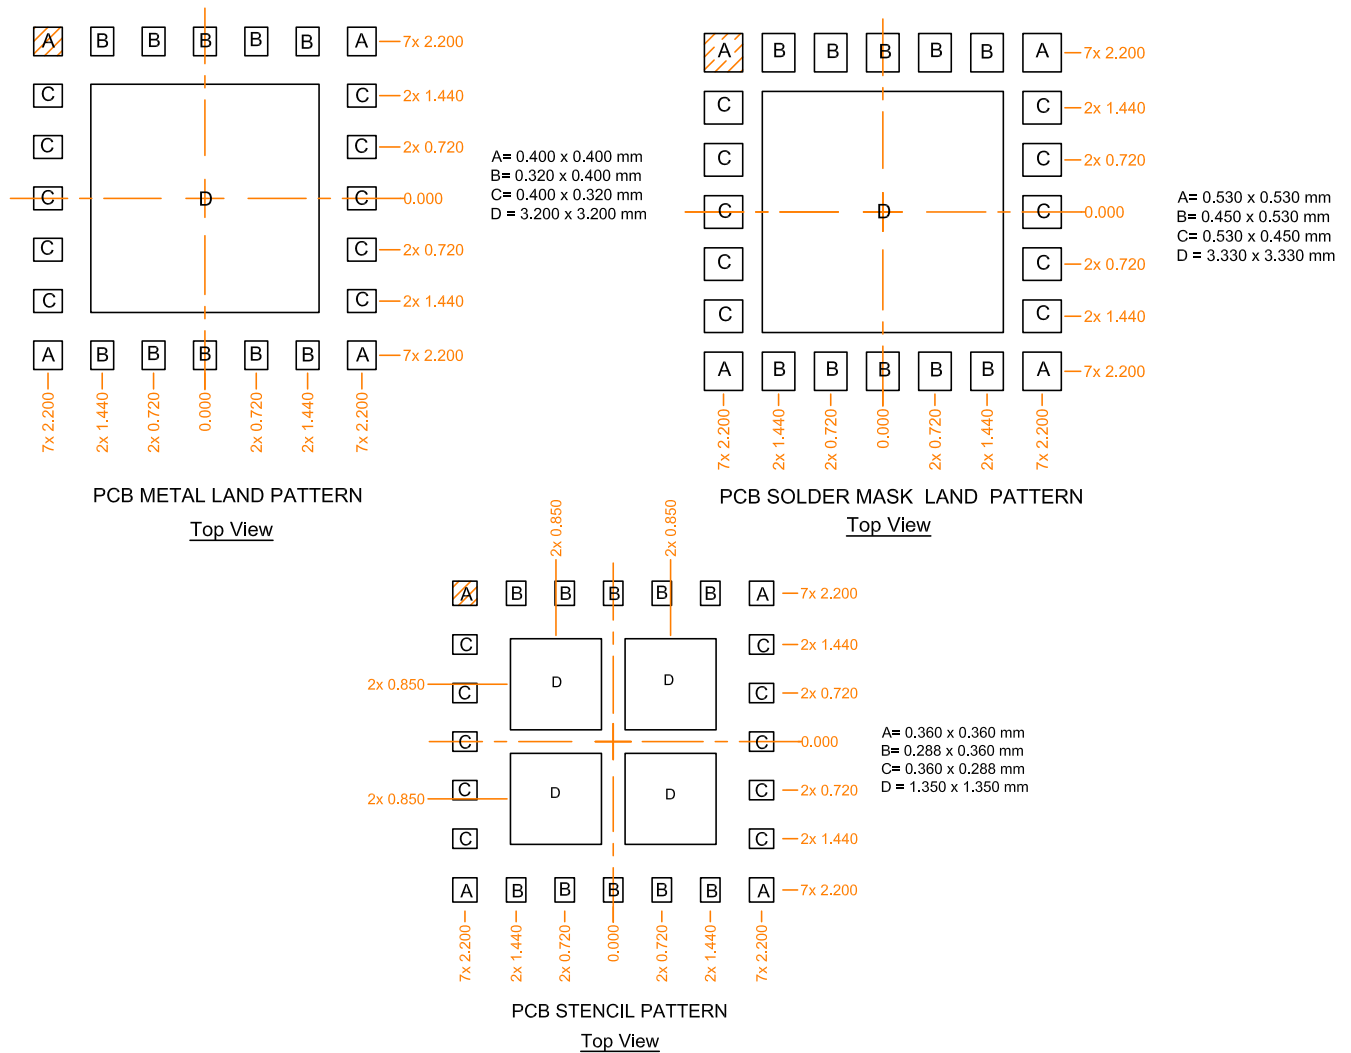 A B B B B B A 7x 2.200
C C 2x 1.440
C C 2x 0.720
C D C 0.000
C C 2x 0.720
C C 2x 1.440
A B B B B B A 7x 2.200
7x 2.200
2x 1.440
2x 0.720
0.000
2x 0.720
2x 1.440
7x 2.200
A= 0.400 x 0.400 mm
B= 0.320 x 0.400 mm
C= 0.400 x 0.320 mm
D = 3.200 x 3.200 mm
PCB METAL LAND PATTERN
Top View
A B B B B B A 7x 2.200
C C 2x 1.440
C C 2x 0.720
C D C 0.000
C C 2x 0.720
C C 2x 1.440
A B B B B B A 7x 2.200
7x 2.200
2x 1.440
2x 0.720
0.000
2x 0.720
2x 1.440
7x 2.200
A= 0.530 x 0.530 mm
B= 0.450 x 0.530 mm
C= 0.530 x 0.450 mm
D = 3.330 x 3.330 mm
PCB SOLDER MASK LAND PATTERN
Top View
2x 0.850
2x 0.850
A B B B B B A 7x 2.200
C C 2x 1.440
2x 0.850 C D D C 2x 0.720
C C 0.000
2x 0.850 C D D C 2x 0.720
C C 2x 1.440
A B B B B B A 7x 2.200
7x 2.200
2x 1.440
2x 0.720
0.000
2x 0.720
2x 1.440
7x 2.200
A= 0.360 x 0.360 mm
B= 0.288 x 0.360 mm
C= 0.360 x 0.288 mm
D = 1.350 x 1.350 mm
PCB STENCIL PATTERN
Top View